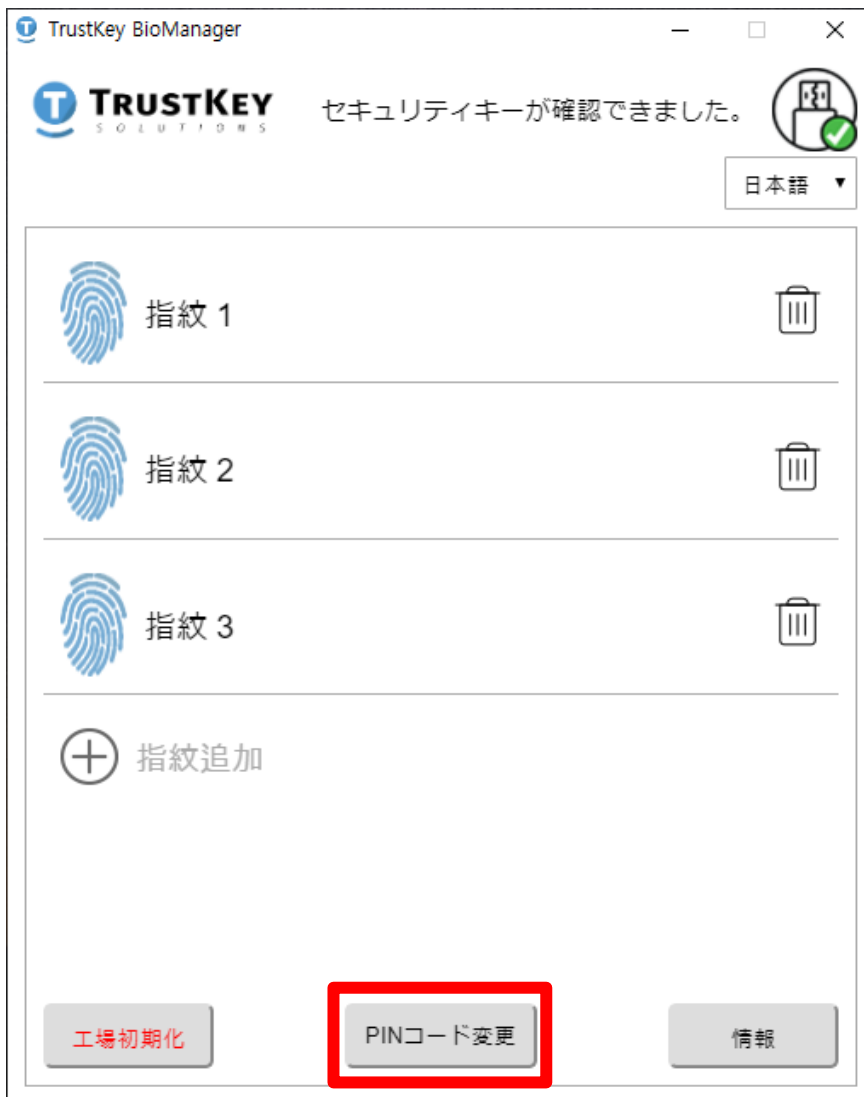 TrustKey BioManager
TRUSTKEY
SOLUTIONS
セキュリティキーが確認できました。
日本語
指紋 1
指紋 2
指紋 3
指紋追加
工場初期化
PINコード変更
情報